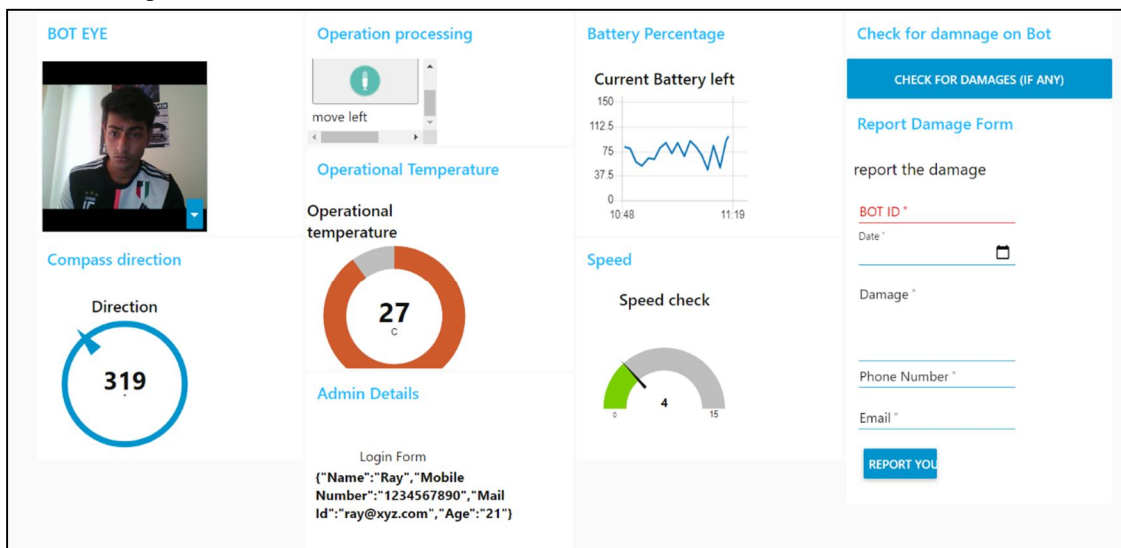 BOT EYE
Compass direction
Direction
319
Operation processing
move left
Operational Temperature
Operational
temperature
27
C
Admin Details
Login Form
{"Name":"Ray","Mobile
Number":"1234567890","Mail
Id":"ray@xyz.com","Age":"21"}
Battery Percentage
Current Battery left
150
112.5
75
37.5
0
10:48 11:19
Speed
Speed check
4
0 15
Check for damnage on Bot
CHECK FOR DAMAGES (IF ANY)
Report Damage Form
report the damage
BOT ID *
Date *
Damage *
Phone Number *
Email *
REPORT YOU